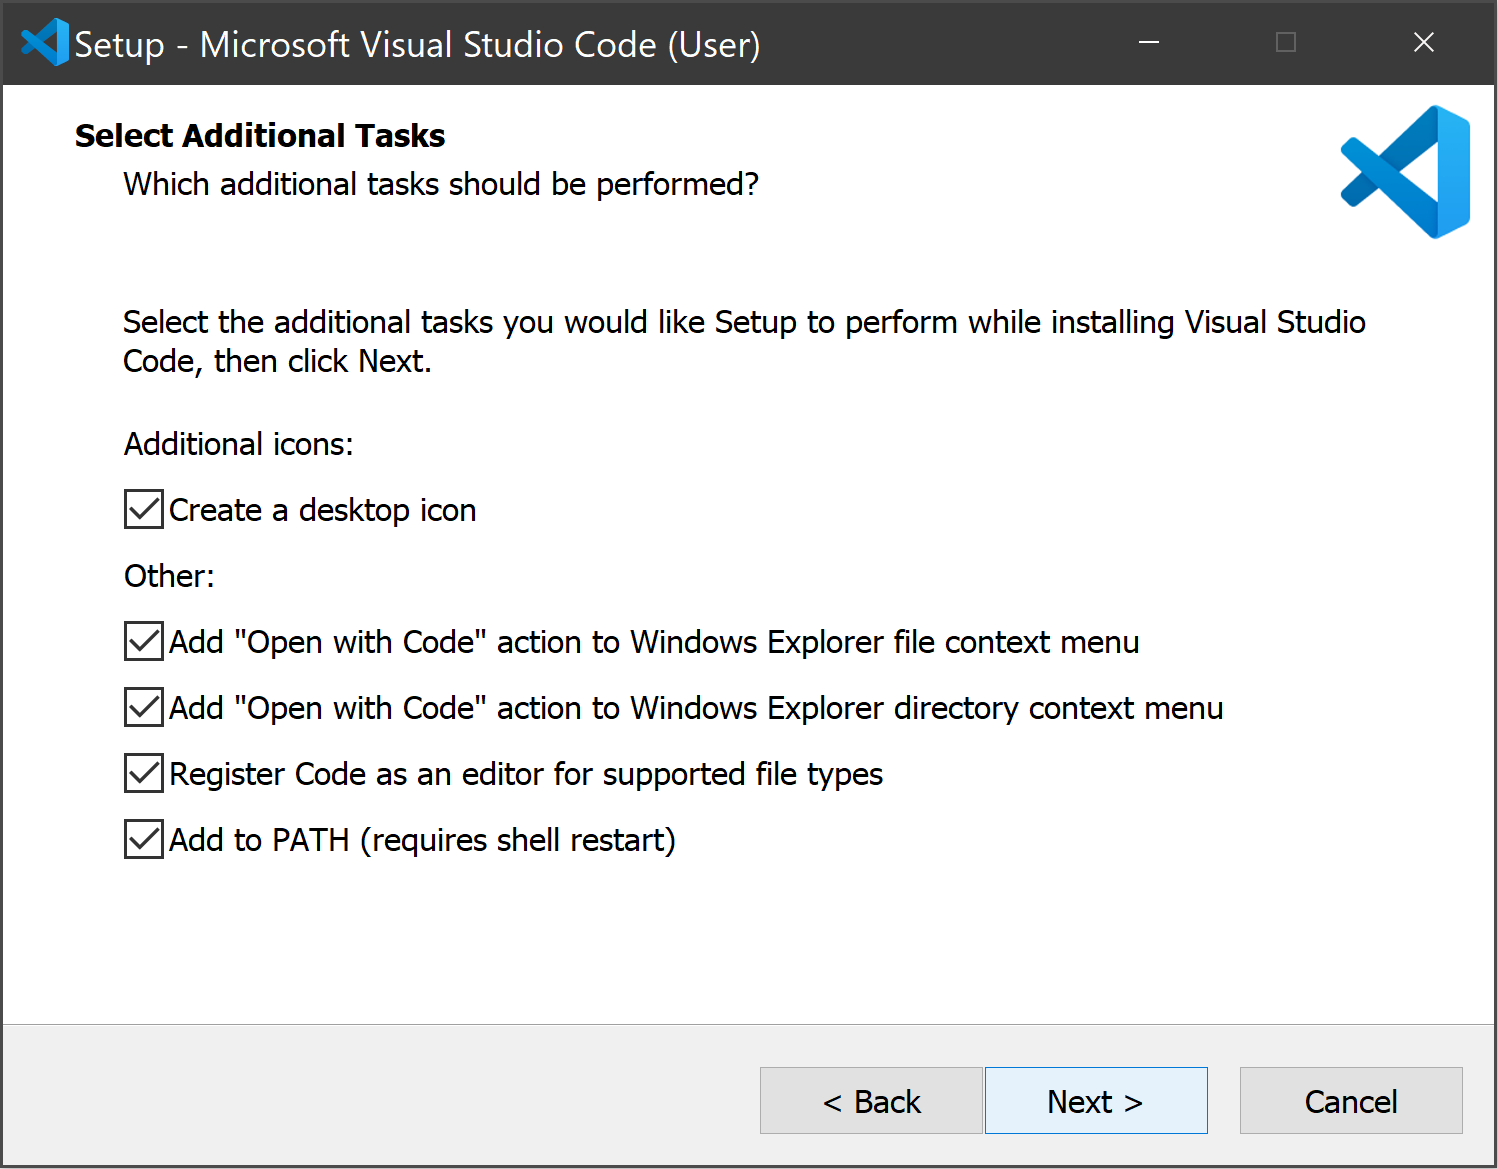 Setup - Microsoft Visual Studio Code (User)
Select Additional Tasks
Which additional tasks should be performed?
Select the additional tasks you would like Setup to perform while installing Visual Studio
Code, then click Next.
Additional icons:
Create a desktop icon
Other:
Add "Open with Code" action to Windows Explorer file context menu
Add "Open with Code" action to Windows Explorer directory context menu
Register Code as an editor for supported file types
Add to PATH (requires shell restart)
< Back Next > Cancel